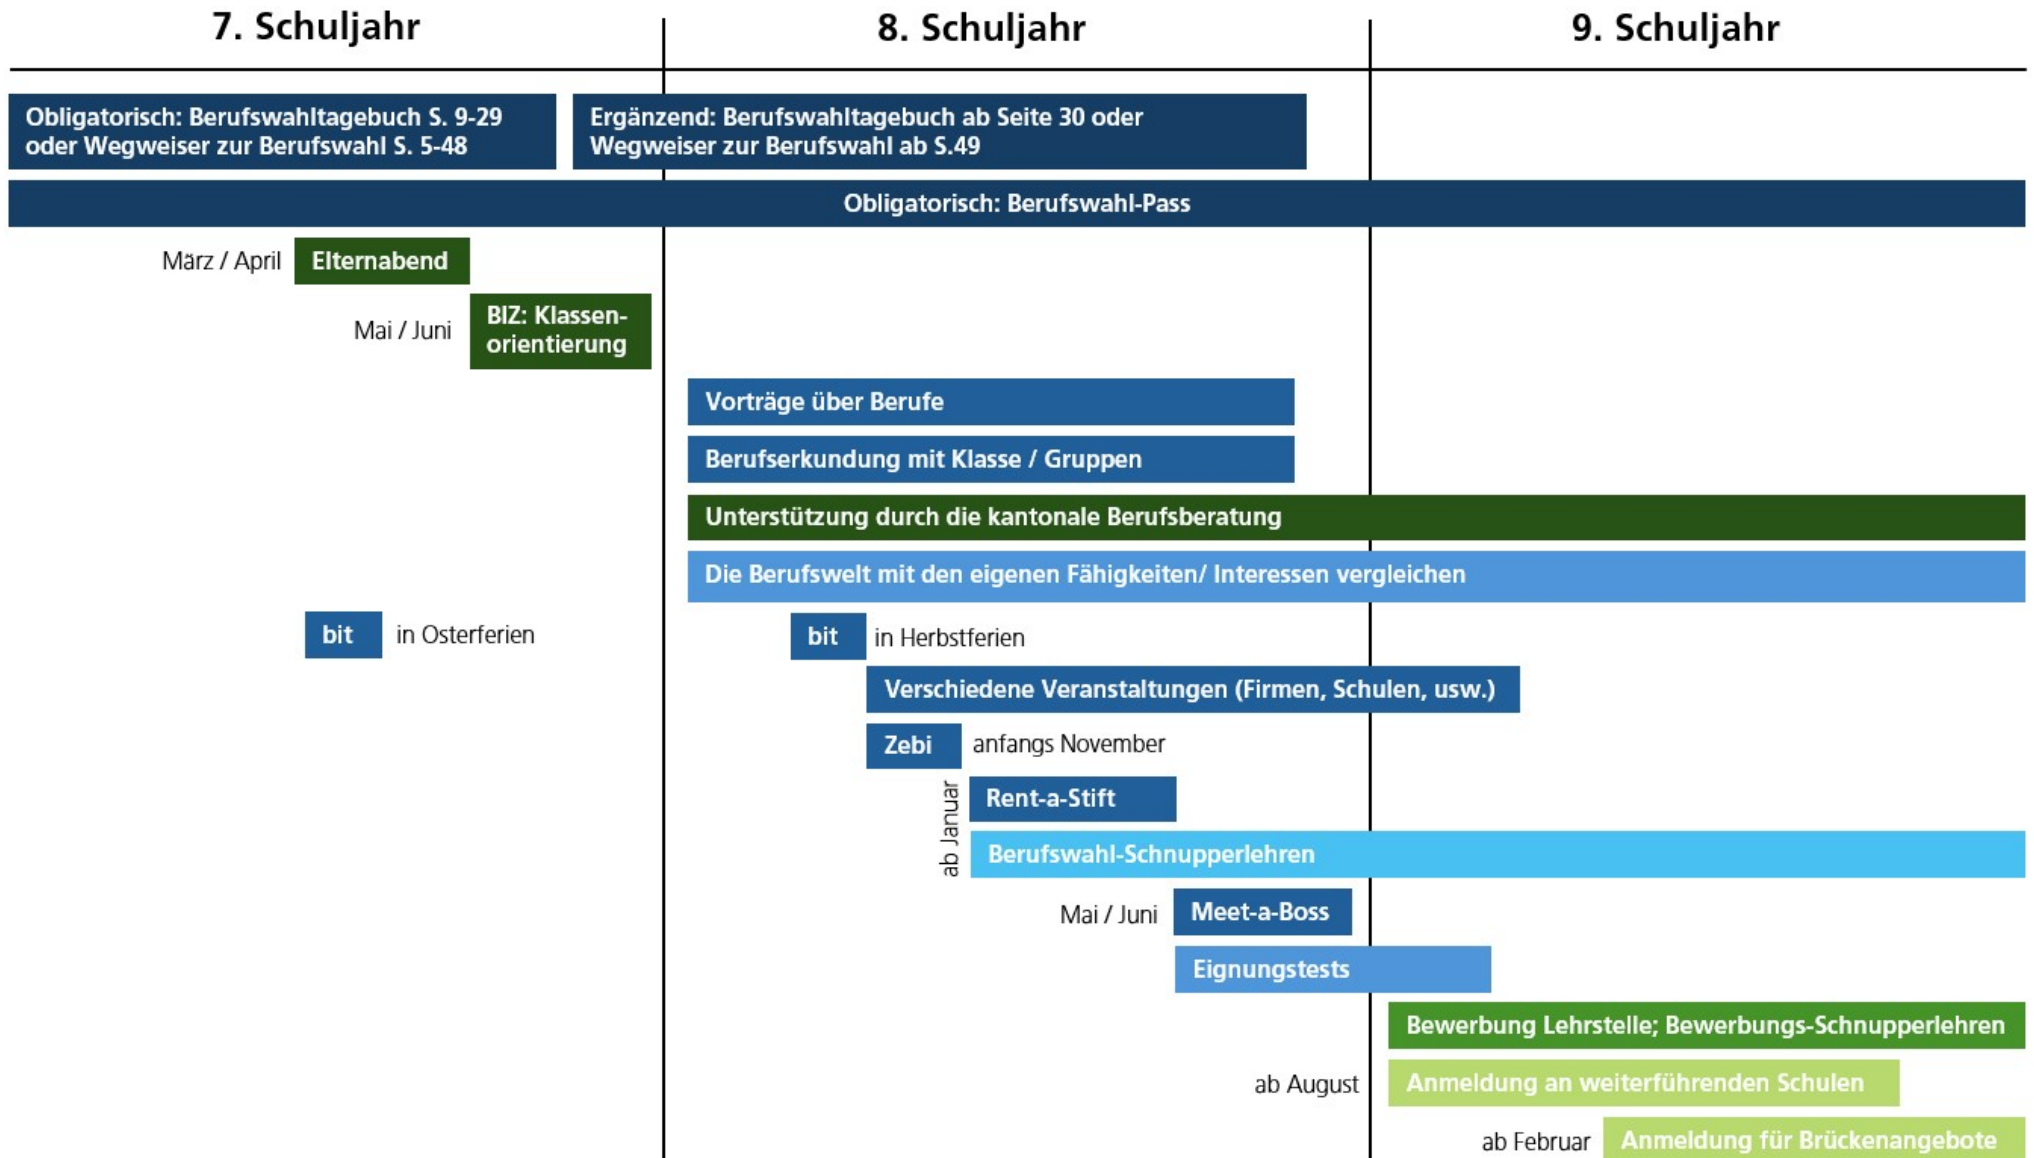 7. Schuljahr
8. Schuljahr
9. Schuljahr
Obligatorisch: Berufswahltagebuch S. 9-29
oder Wegweiser zur Berufswahl S. 5-48
Ergänzend: Berufswahltagebuch ab Seite 30 oder
Wegweiser zur Berufswahl ab S.49
Obligatorisch: Berufswahl-Pass
März / April
Elternabend
Mai / Juni
BIZ: Klassen-
orientierung
Vorträge über Berufe
Berufserkundung mit Klasse / Gruppen
Unterstützung durch die kantonale Berufsberatung
Die Berufswelt mit den eigenen Fähigkeiten/ Interessen vergleichen
bit
in Osterferien
bit
in Herbstferien
Verschiedene Veranstaltungen (Firmen, Schulen, usw.)
Zebi
anfangs November
ab Januar
Rent-a-Stift
Berufswahl-Schnupperlehren
Mai / Juni
Meet-a-Boss
Eignungstests
Bewerbung Lehrstelle; Bewerbungs-Schnupperlehren
ab August
Anmeldung an weiterführenden Schulen
ab Februar
Anmeldung für Brückenangebote